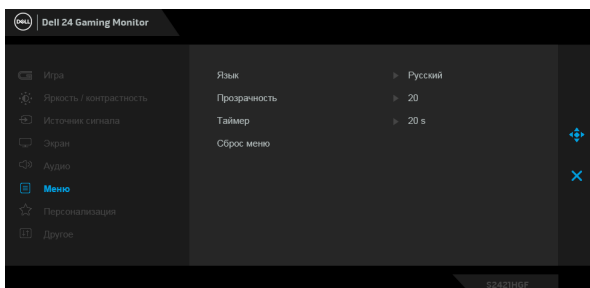 DELL Dell 24 Gaming Monitor
Игра
Яркость / контрастность
Источник сигнала
Экран
Аудио
Меню
Персонализация
Другое
Язык Русский
Прозрачность 20
Таймер 20 s
Сброс меню
S2421HGF